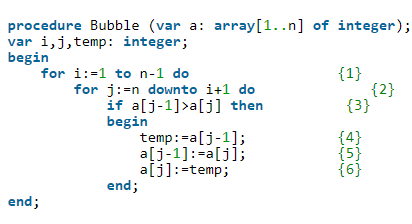 procedure Bubble (var a: array[1..n] of integer);
var i,j,temp: integer;
begin
    for i:=1 to n-1 do                  {1}
        for j:=n downto i+1 do              {2}
            if a[j-1]>a[j] then          {3}
            begin
                temp:=a[j-1];           {4}
                a[j-1]:=a[j];           {5}
                a[j]:=temp;             {6}
            end;
end;